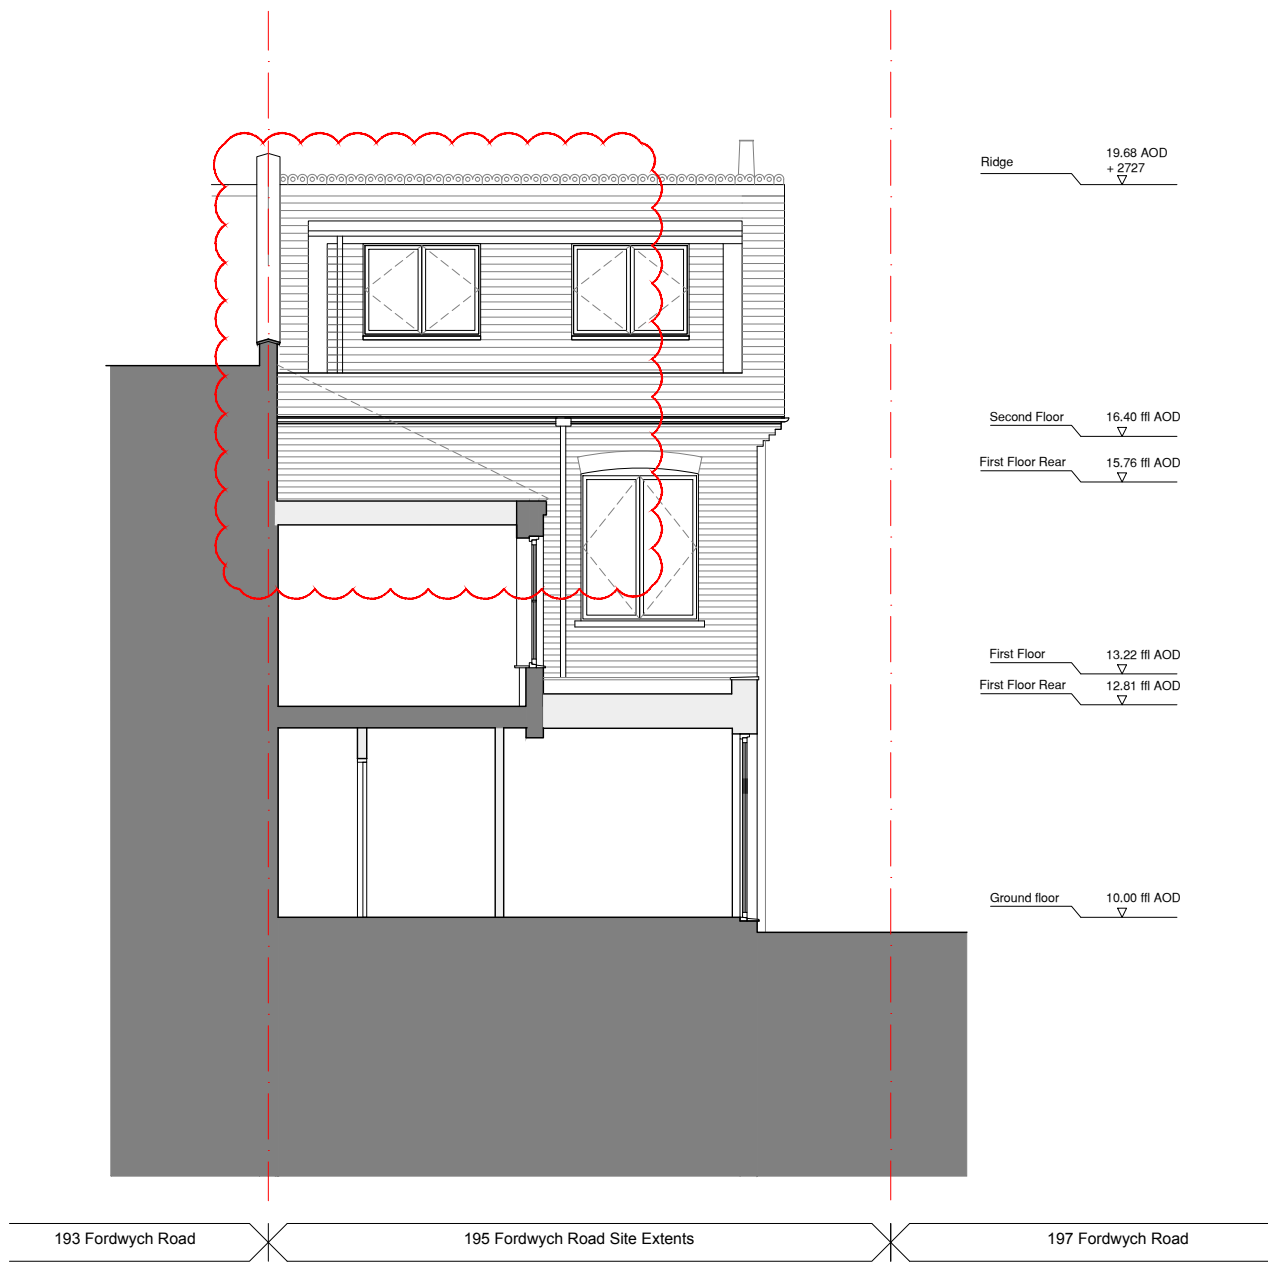 Ridge
19.68 AOD
+ 2727
Second Floor 16.40 ffl AOD
First Floor Rear 15.76 ffl AOD
First Floor 13.22 ffl AOD
First Floor Rear 12.81 ffl AOD
Ground floor 10.00 ffl AOD
193 Fordwych Road
195 Fordwych Road Site Extents
197 Fordwych Road